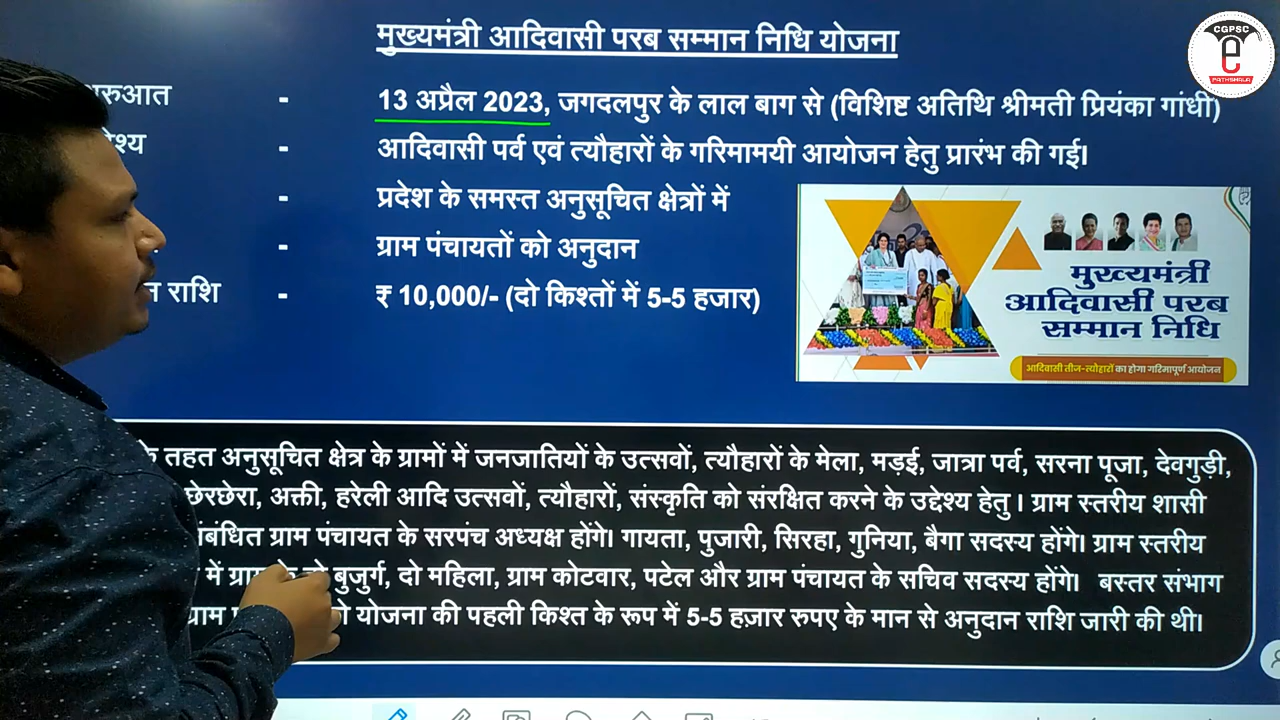 मुख्यमंत्री आदिवासी परब सम्मान निधि योजना
CGPSC
e
PATHSHALA
- 13 अप्रैल 2023, जगदलपुर के लाल बाग से (विशिष्ट अतिथि श्रीमती प्रियंका गांधी)
- आदिवासी पर्व एवं त्यौहारों के गरिमामयी आयोजन हेतु प्रारंभ की गई।
- प्रदेश के समस्त अनुसूचित क्षेत्रों में
- ग्राम पंचायतों को अनुदान
राशि - ₹ 10,000/- (दो किश्तों में 5-5 हजार)
मुख्यमंत्री
आदिवासी परब
सम्मान निधि
आदिवासी तीज-त्यौहारों का होगा गरिमापूर्ण आयोजन
के तहत अनुसूचित क्षेत्र के ग्रामों में जनजातियों के उत्सवों, त्यौहारों के मेला, मड़ई, जात्रा पर्व, सरना पूजा, देवगुड़ी,
छेरछेरा, अक्ती, हरेली आदि उत्सवों, त्यौहारों, संस्कृति को संरक्षित करने के उद्देश्य हेतु । ग्राम स्तरीय शासी
ग्राम पंचायत के सरपंच अध्यक्ष होंगे। गायता, पुजारी, सिरहा, गुनिया, बैगा सदस्य होंगे। ग्राम स्तरीय
में बुजुर्ग, दो महिला, ग्राम कोटवार, पटेल और ग्राम पंचायत के सचिव सदस्य होंगे। बस्तर संभाग
ग्राम योजना की पहली किश्त के रूप में 5-5 हज़ार रुपए के मान से अनुदान राशि जारी की थी।